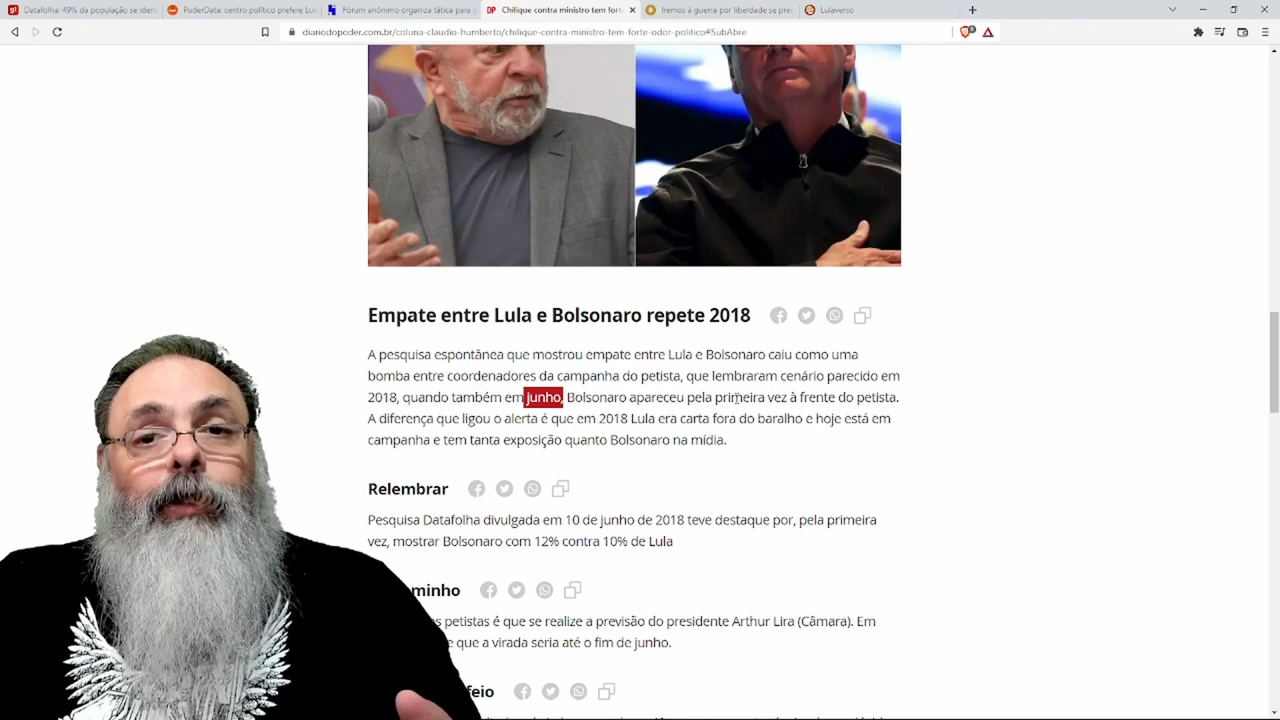 Datafolha: 49% da população se iden
PoderData: centro político prefere Lul
Fórum anônimo organiza tática para
Chilique contra ministro tem forte
Iremos à guerra por liberdade se prec
Lulaverso
diariodopoder.com.br/coluna-claudio-humberto/chilique-contra-ministro-tem-forte-odor-politico#SubAbre
Empate entre Lula e Bolsonaro repete 2018
A pesquisa espontânea que mostrou empate entre Lula e Bolsonaro caiu como uma
bomba entre coordenadores da campanha do petista, que lembraram cenário parecido em
2018, quando também em junho, Bolsonaro apareceu pela primeira vez à frente do petista.
A diferença que ligou o alerta é que em 2018 Lula era carta fora do baralho e hoje está em
campanha e tem tanta exposição quanto Bolsonaro na mídia.
Relembrar
Pesquisa Datafolha divulgada em 10 de junho de 2018 teve destaque por, pela primeira
vez, mostrar Bolsonaro com 12% contra 10% de Lula
minho
petistas é que se realize a previsão do presidente Arthur Lira (Câmara). Em
que a virada seria até o fim de junho.
feio